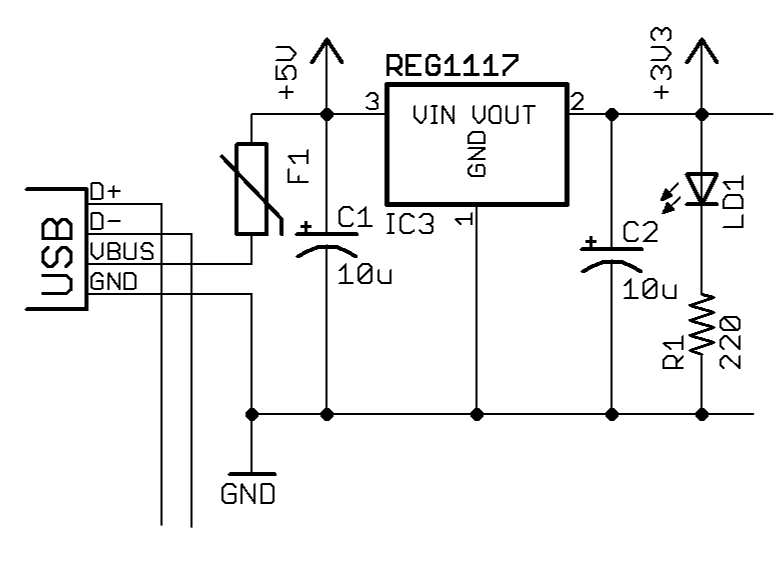 +5V
REG1117
+3V3
3
VIN VOUT
2
GND
F1
D+
D-
VBUS
GND
USB
+
C1
10u
IC3
1
+
C2
10u
LD1
R1
220
GND